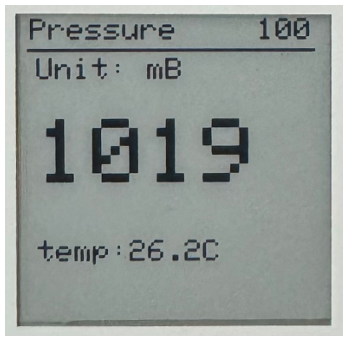 Pressure 100
Unit: mB
1019
temp:26.2C